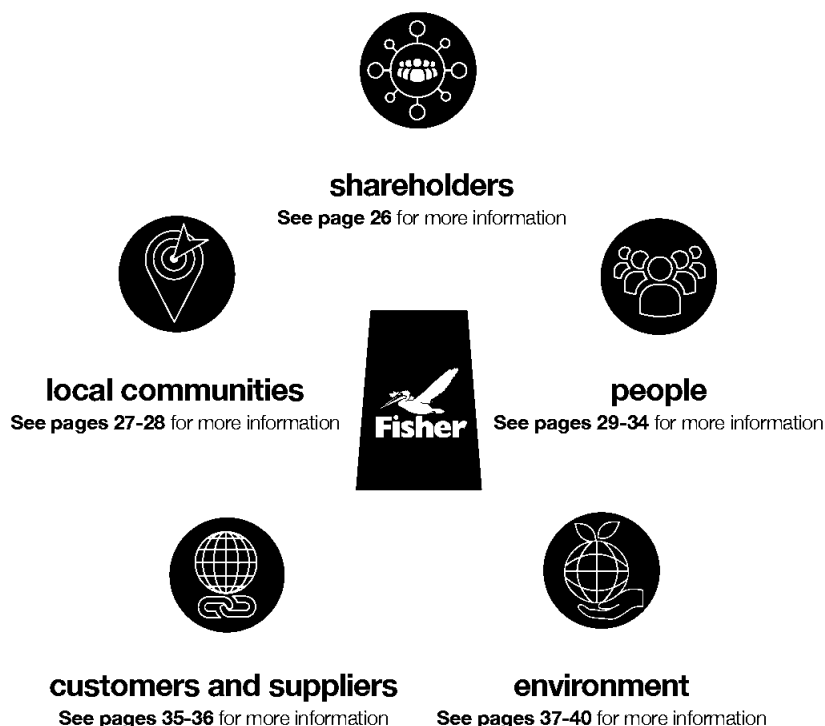 shareholders
See page 26 for more information
local communities
See pages 27-28 for more information
people
See pages 29-34 for more information
Fisher
customers and suppliers
See pages 35-36 for more information
environment
See pages 37-40 for more information